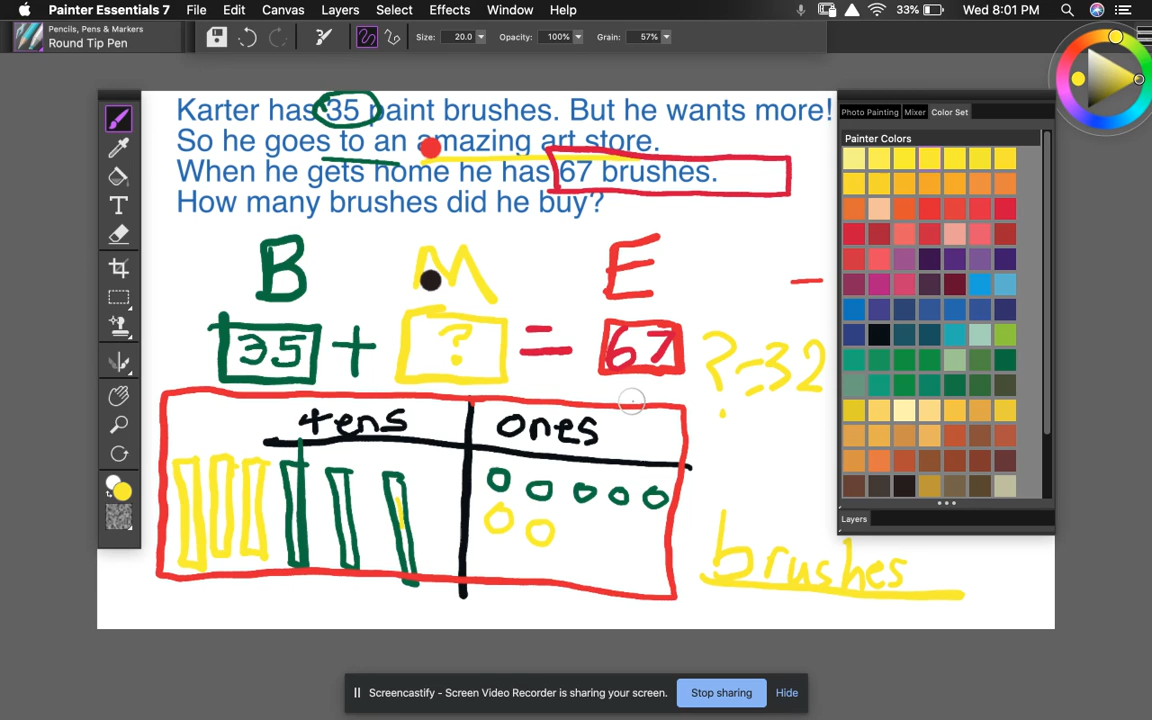 Painter Essentials 7 File Edit Canvas Layers Select Effects Window Help 33% Wed 8:01 PM
Pencils, Pens & Markers
Round Tip Pen
Size: 20.0 Opacity: 100% Grain: 57%
Karter has 35 paint brushes. But he wants more!
So he goes to an amazing art store.
When he gets home he has 67 brushes.
How many brushes did he buy?
B M E -
35 + ? = 67 ?=32
tens ones
brushes
Photo Painting Mixer Color Set
Painter Colors
Layers
Screencastify - Screen Video Recorder is sharing your screen. Stop sharing Hide